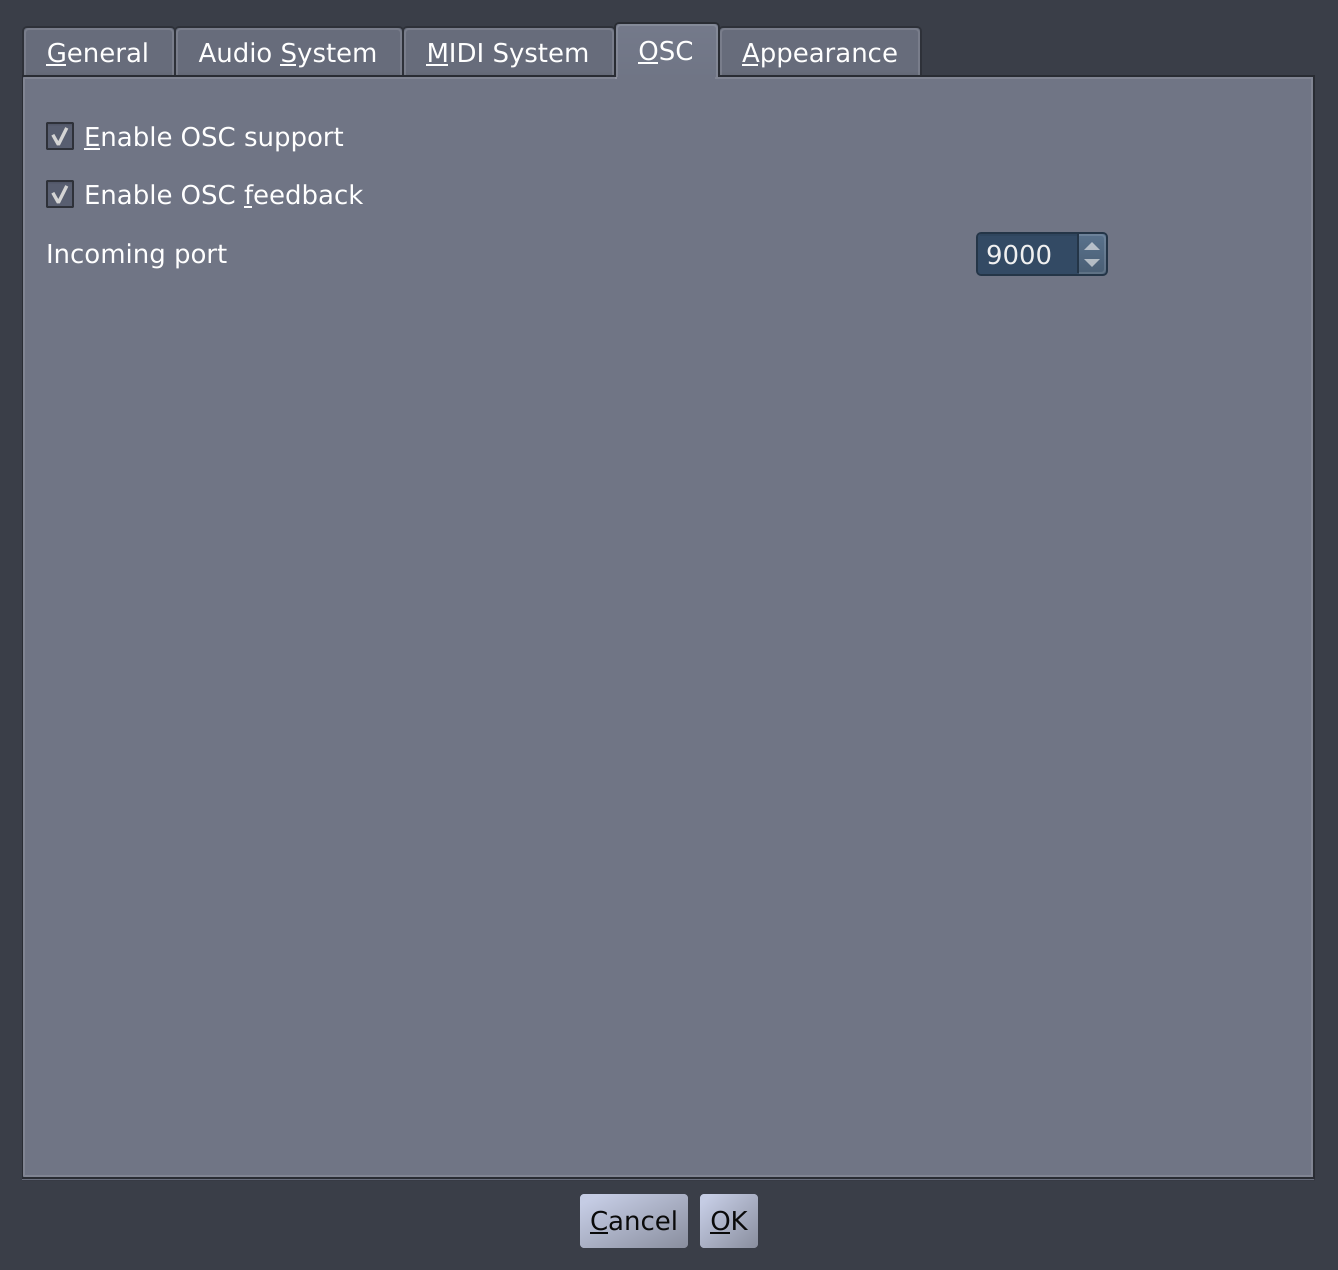 General Audio System MIDI System OSC Appearance
Enable OSC support
Enable OSC feedback
Incoming port 9000
Cancel OK